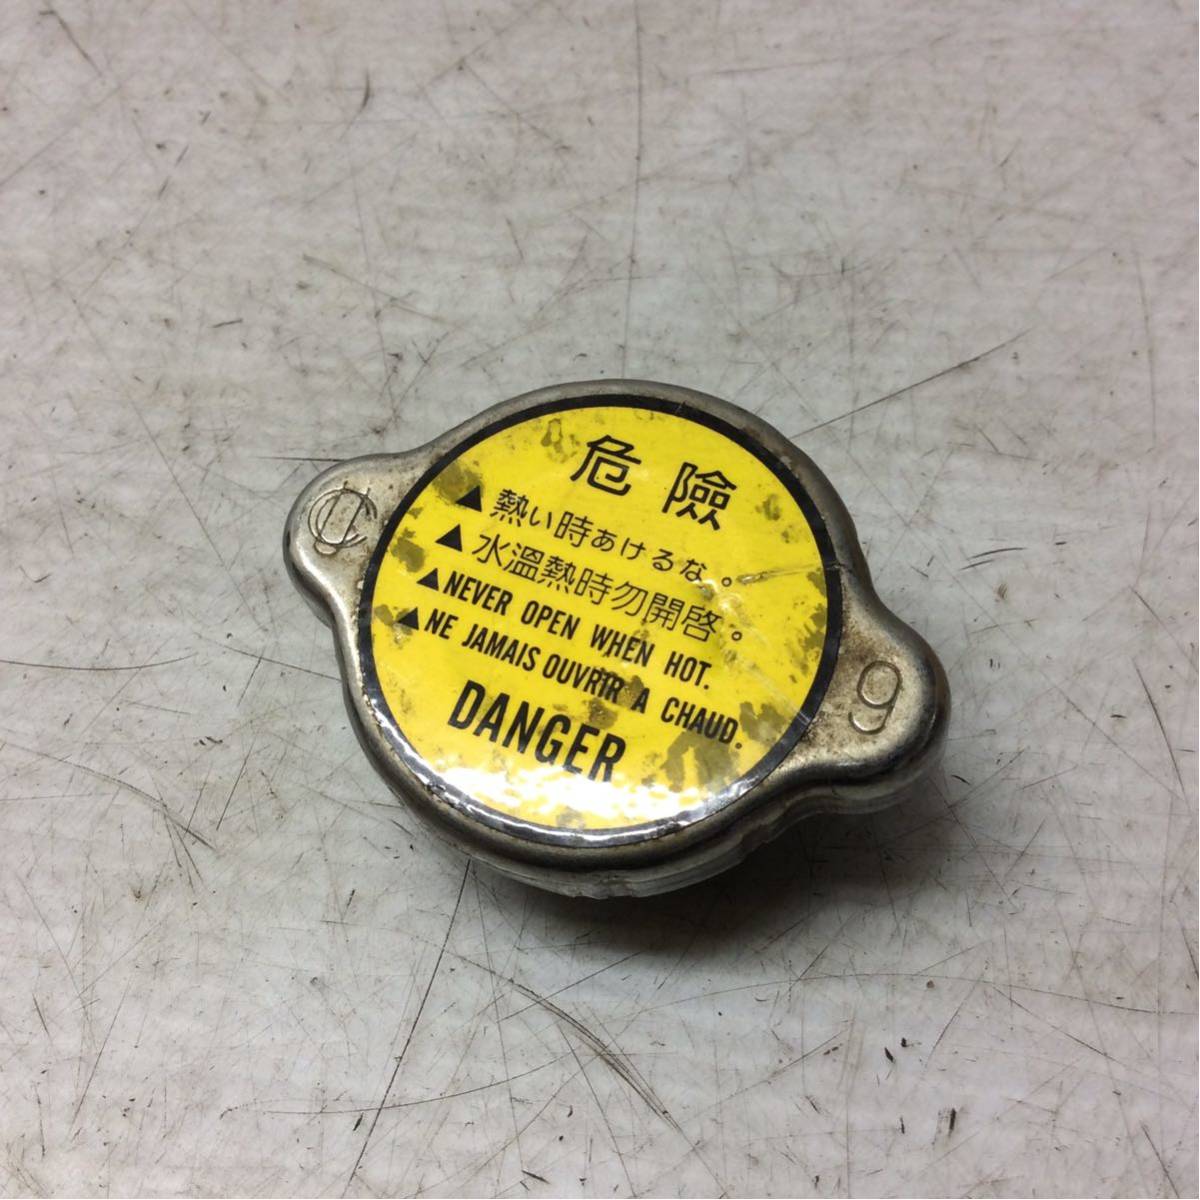 危險
▲熱い時あけるな。
▲水溫熱時勿開啓。
▲NEVER OPEN WHEN HOT.
▲NE JAMAIS OUVRIR A CHAUD.
DANGER
9